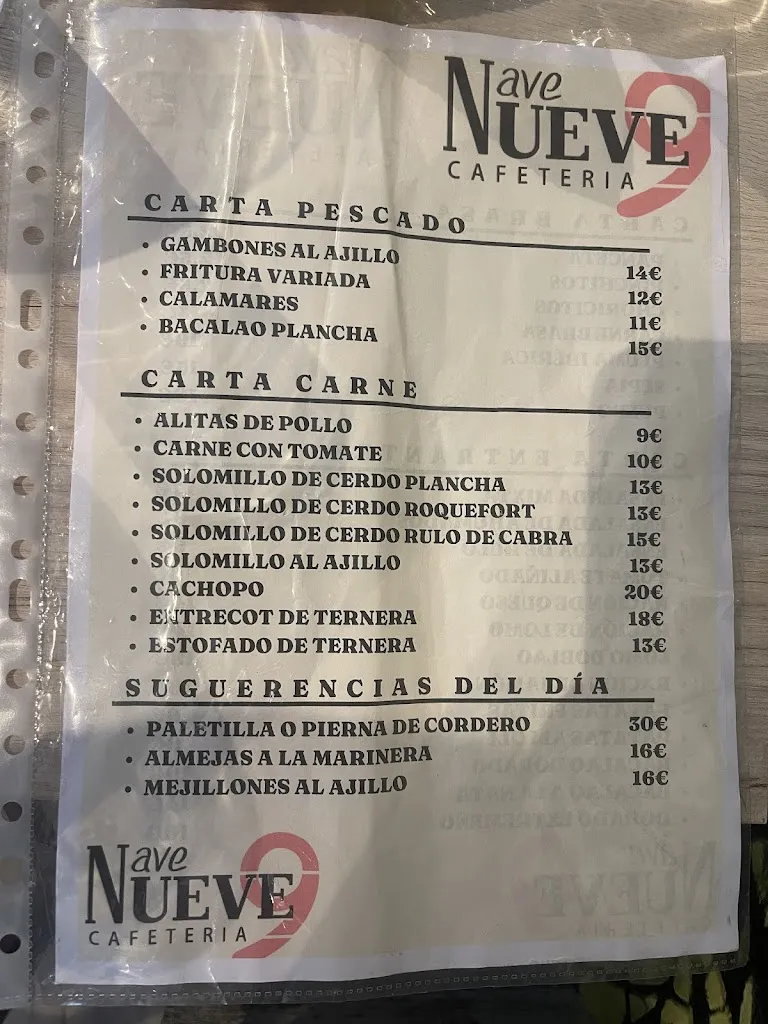 Nave
NUEVE 9
CAFETERIA
CARTA PESCADO
• GAMBONES AL AJILLO 14€
• FRITURA VARIADA 12€
• CALAMARES 11€
• BACALAO PLANCHA 15€
CARTA CARNE
• ALITAS DE POLLO 9€
• CARNE CON TOMATE 10€
• SOLOMILLO DE CERDO PLANCHA 13€
• SOLOMILLO DE CERDO ROQUEFORT 13€
• SOLOMILLO DE CERDO RULO DE CABRA 15€
• SOLOMILLO AL AJILLO 13€
• CACHOPO 20€
• ENTRECOT DE TERNERA 18€
• ESTOFADO DE TERNERA 13€
SUGUERENCIAS DEL DÍA
• PALETILLA O PIERNA DE CORDERO 30€
• ALMEJAS A LA MARINERA 16€
• MEJILLONES AL AJILLO 16€
Nave
NUEVE 9
CAFETERIA